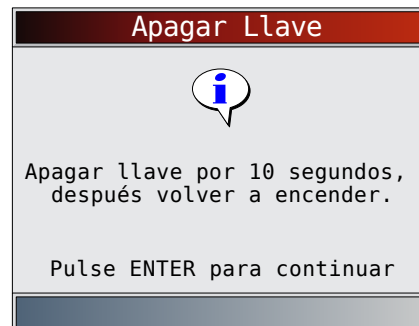 Apagar Llave
i
Apagar llave por 10 segundos,
después volver a encender.
Pulse ENTER para continuar